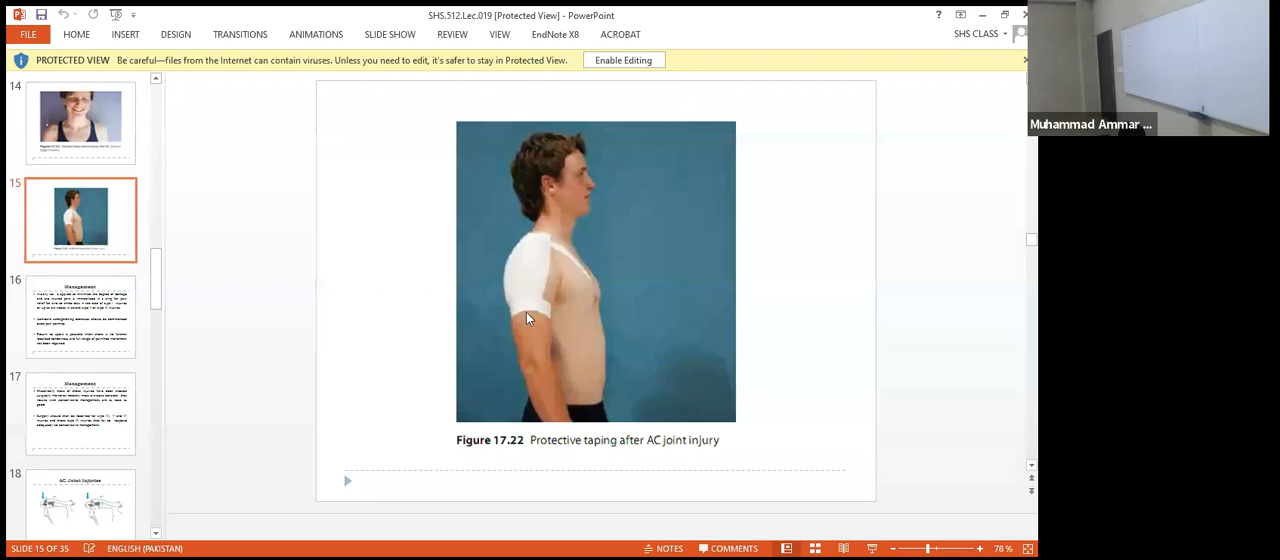 SHS.512.Lec.019 [Protected View] - PowerPoint
FILE HOME INSERT DESIGN TRANSITIONS ANIMATIONS SLIDE SHOW REVIEW VIEW EndNote X8 ACROBAT SHS CLASS
PROTECTED VIEW Be careful—files from the Internet can contain viruses. Unless you need to edit, it's safer to stay in Protected View. Enable Editing
Muhammad Ammar ...
14
15
16
Management
17
Management
18
AC Joint Injuries
Figure 17.22 Protective taping after AC joint injury
SLIDE 15 OF 35 ENGLISH (PAKISTAN) NOTES COMMENTS 78 %